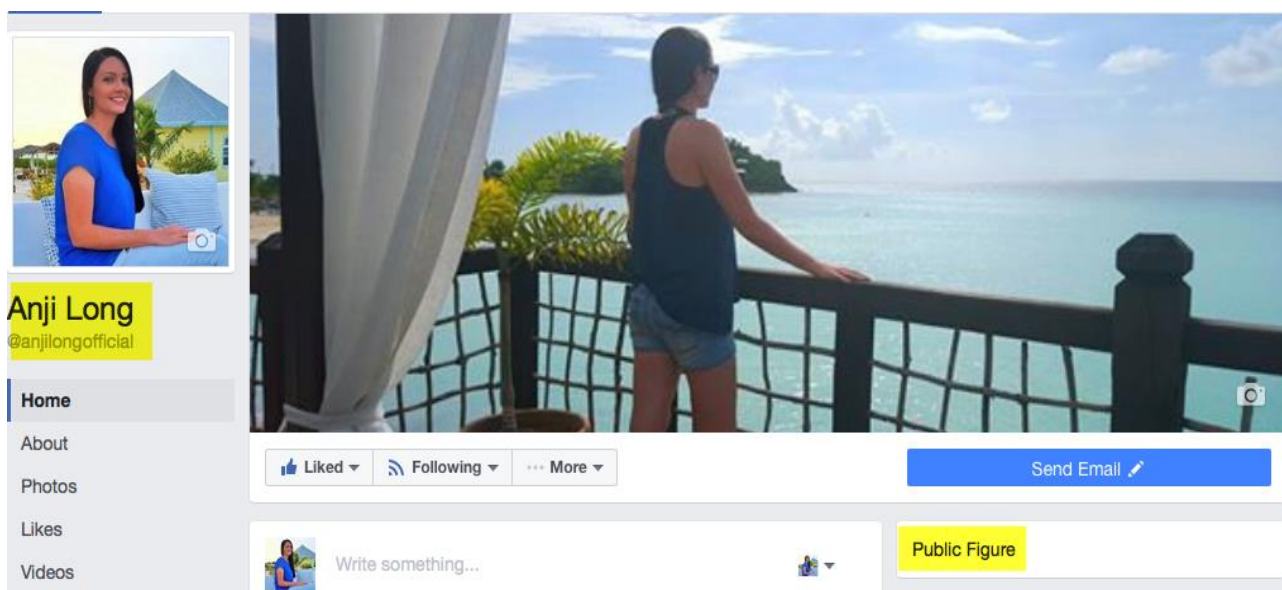 Anji Long
@anjilongofficial
Home
About
Photos
Likes
Videos
Liked
Following
More
Send Email
Write something...
Public Figure